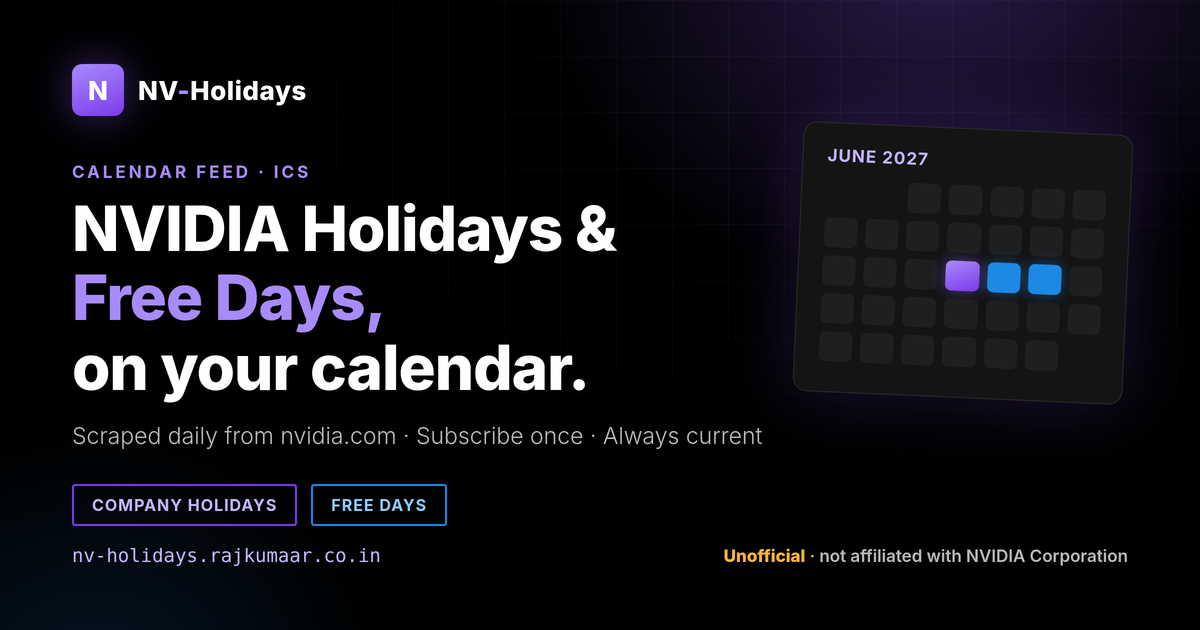 N
NV-Holidays
CALENDAR FEED · ICS
NVIDIA Holidays &
Free Days,
on your calendar.
Scraped daily from nvidia.com · Subscribe once · Always current
COMPANY HOLIDAYS
FREE DAYS
nv-holidays.rajkumaar.co.in
JUNE 2027
Unofficial · not affiliated with NVIDIA Corporation